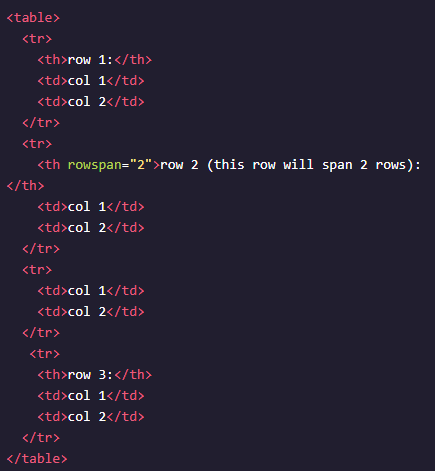 <table>
  <tr>
    <th>row 1:</th>
    <td>col 1</td>
    <td>col 2</td>
  </tr>
  <tr>
    <th rowspan="2">row 2 (this row will span 2 rows):
</th>
    <td>col 1</td>
    <td>col 2</td>
  </tr>
  <tr>
    <td>col 1</td>
    <td>col 2</td>
  </tr>
   <tr>
    <th>row 3:</th>
    <td>col 1</td>
    <td>col 2</td>
  </tr>
</table>